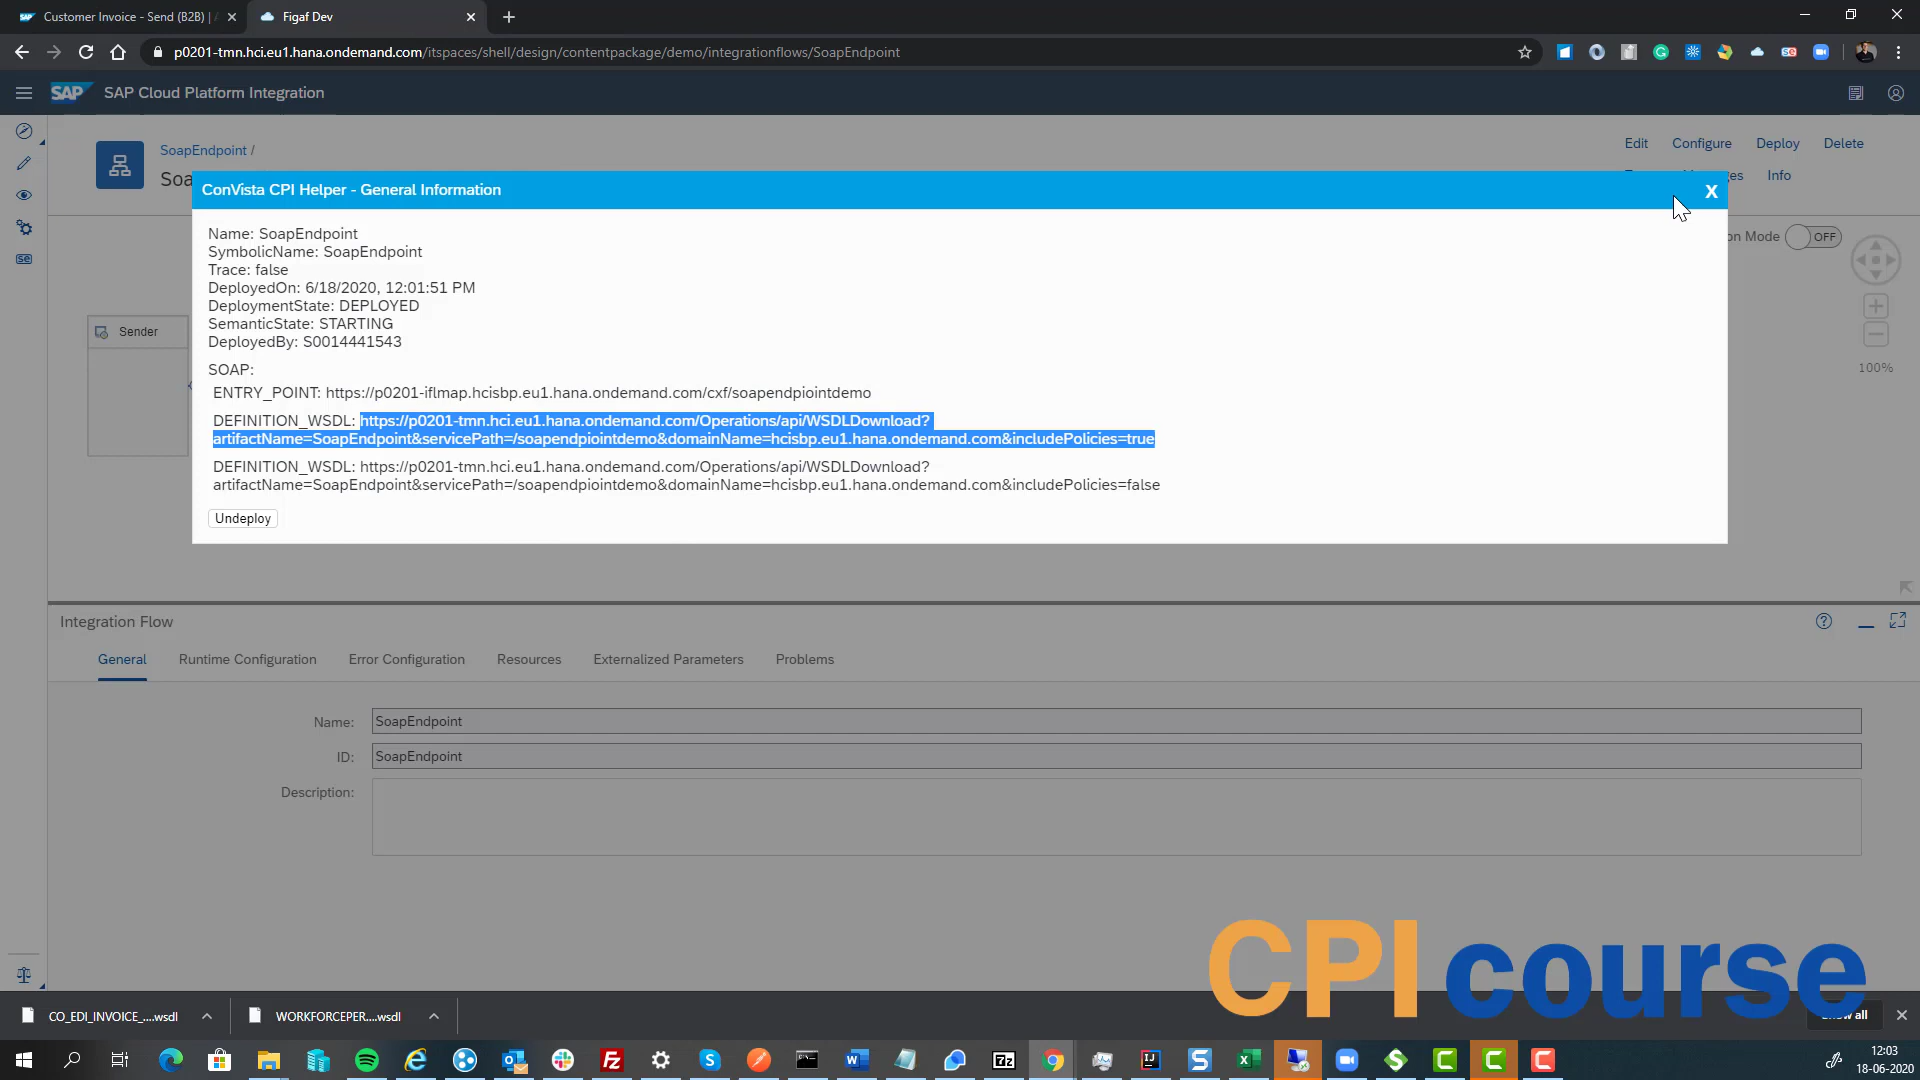 Customer Invoice - Send (B2B) |
Figaf Dev
p0201-tmn.hci.eu1.hana.ondemand.com/itspaces/shell/design/contentpackage/demo/integrationflows/SoapEndpoint
SAP
SAP Cloud Platform Integration
SoapEndpoint /
Edit
Configure
Deploy
Delete
Info
ConVista CPI Helper - General Information
X
Name: SoapEndpoint
SymbolicName: SoapEndpoint
Trace: false
DeployedOn: 6/18/2020, 12:01:51 PM
DeploymentState: DEPLOYED
SemanticState: STARTING
DeployedBy: S0014441543
SOAP:
ENTRY_POINT: https://p0201-iflmap.hcisbp.eu1.hana.ondemand.com/cxf/soapendpiointdemo
DEFINITION_WSDL: https://p0201-tmn.hci.eu1.hana.ondemand.com/Operations/api/WSDLDownload?
artifactName=SoapEndpoint&servicePath=/soapendpiointdemo&domainName=hcisbp.eu1.hana.ondemand.com&includePolicies=true
DEFINITION_WSDL: https://p0201-tmn.hci.eu1.hana.ondemand.com/Operations/api/WSDLDownload?
artifactName=SoapEndpoint&servicePath=/soapendpiointdemo&domainName=hcisbp.eu1.hana.ondemand.com&includePolicies=false
Undeploy
Mode
OFF
Sender
100%
Integration Flow
General
Runtime Configuration
Error Configuration
Resources
Externalized Parameters
Problems
Name: SoapEndpoint
ID: SoapEndpoint
Description:
CPI course
CO_EDI_INVOICE_....wsdl
WORKFORCEPER....wsdl
all
12:03
18-06-2020